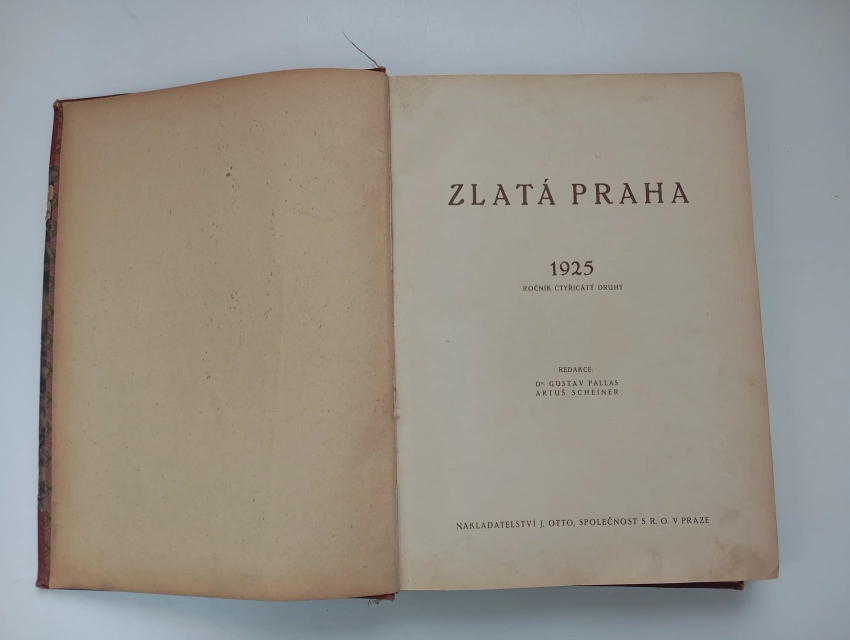 ZLATÁ PRAHA
1925
ROČNÍK ČTYŘICÁTÝ DRUHÝ
REDAKCE:
Dr. GUSTAV PALLAS
ARTUŠ SCHEINER
NAKLADATELSTVÍ J. OTTO, SPOLEČNOST S R. O. V PRAZE